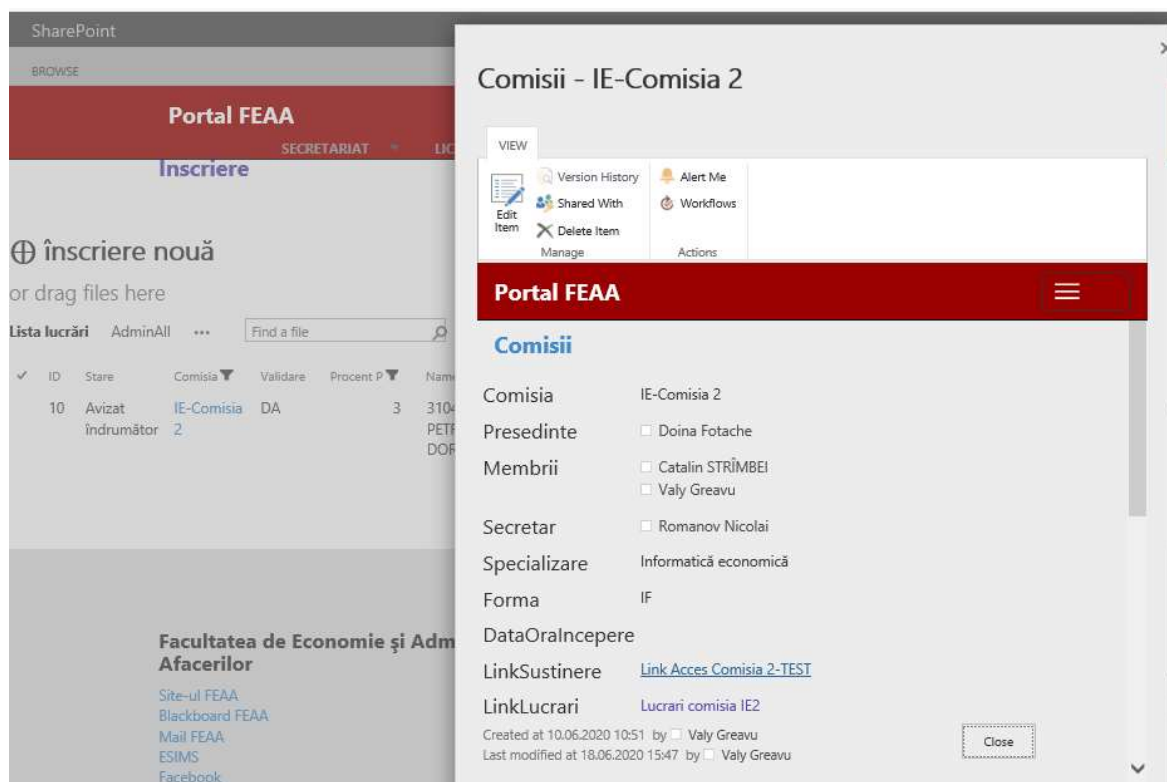 SharePoint
BROWSE
Portal FEAA
SECRETARIAT
Inscriere
înscriere nouă
or drag files here
Lista lucrări AdminAll ••• Find a file
ID Stare Comisia Validare Procent P Name
10 Avizat IE-Comisia DA 3 3104
îndrumător 2 PETR
DOR
Facultatea de Economie și Adm
Afacerilor
Site-ul FEAA
Blackboard FEAA
Mail FEAA
ESIMS
Facebook
Comisii - IE-Comisia 2
VIEW
Version History Alert Me
Edit Shared With Workflows
Item Delete Item
Manage Actions
Portal FEAA
Comisii
Comisia IE-Comisia 2
Presedinte Doina Fotache
Membrii Catalin STRÎMBEI
Valy Greavu
Secretar Romanov Nicolai
Specializare Informatică economică
Forma IF
DataOraIncepere
LinkSustinere Link Acces Comisia 2-TEST
LinkLucrari Lucrari comisia IE2
Created at 10.06.2020 10:51 by Valy Greavu
Last modified at 18.06.2020 15:47 by Valy Greavu
Close